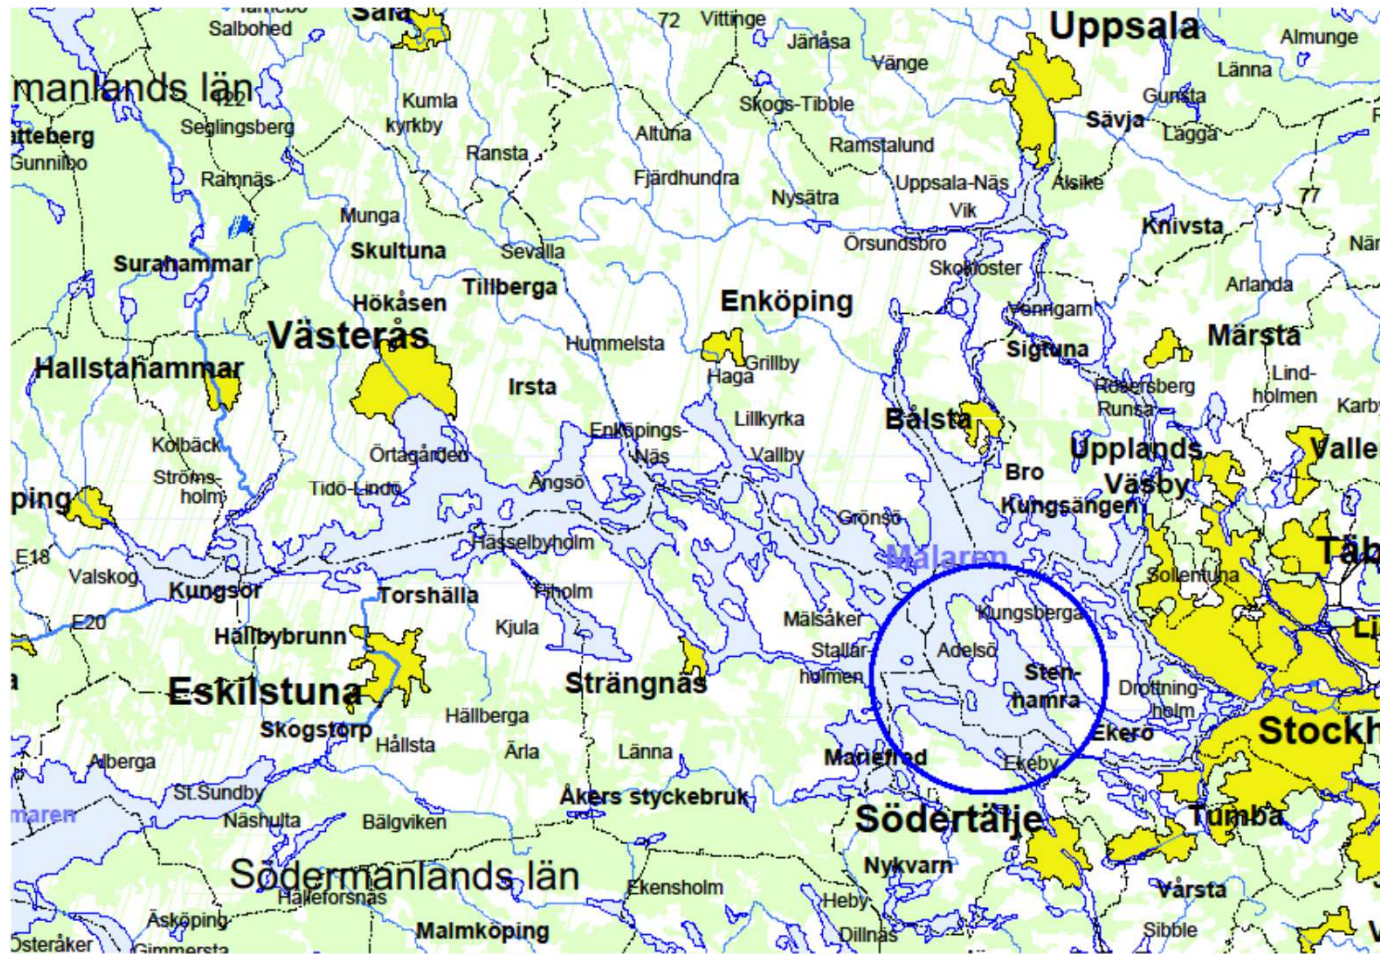 Sala
72
Vittinge
Uppsala
Salbohed
Järlåsa
Almunge
Vänge
Länna
manlands län
Kumla
kyrkby
Skogs-Tibble
Gunsta
Sävja
Seglingsberg
Altuna
Lägga
Ransta
Ramstalund
Ramnäs
Fjärdhundra
Uppsala-Näs
Alsike
Nysätra
77
Munga
Vik
Knivsta
Skultuna
Sevalla
Örsundsbro
Surahammar
Skokloster
Tillberga
Arlanda
Hökåsen
Enköping
Venngarn
Västerås
Hummelsta
Sigtuna
Märsta
Hallstahammar
Grillby
Haga
Irsta
Rosersberg
Lind-
holmen
Runsa
Karby
Bålsta
Lillkyrka
Enköpings-
Näs
Kolbäck
Örtagården
Vallby
Upplands
Väsby
Bro
Ströms-
holm
Tidö-Lindö
Ängsö
Kungsängen
ping
Grönsö
Hässelbyholm
Mälaren
E18
Valskog
Sollentuna
Kungsör
Torshälla
Fiholm
Kungsberga
E20
Mälsåker
Kjula
Hällbybrunn
Stallar-
holmen
Adelsö
Sten-
hamra
Eskilstuna
Strängnäs
Drottning-
holm
Hällberga
Skogstorp
Ekerö
Hållsta
Ärla
Länna
Mariefred
Ekeby
Alberga
St.Sundby
Åkers styckebruk
maren
Näshulta
Bälgviken
Södertälje
Tumba
Södermanlands län
Nykvarn
Hälleforsnäs
Ekensholm
Vårsta
Heby
Äsköping
Malmköping
Dillnäs
Sibble
Gimmersta